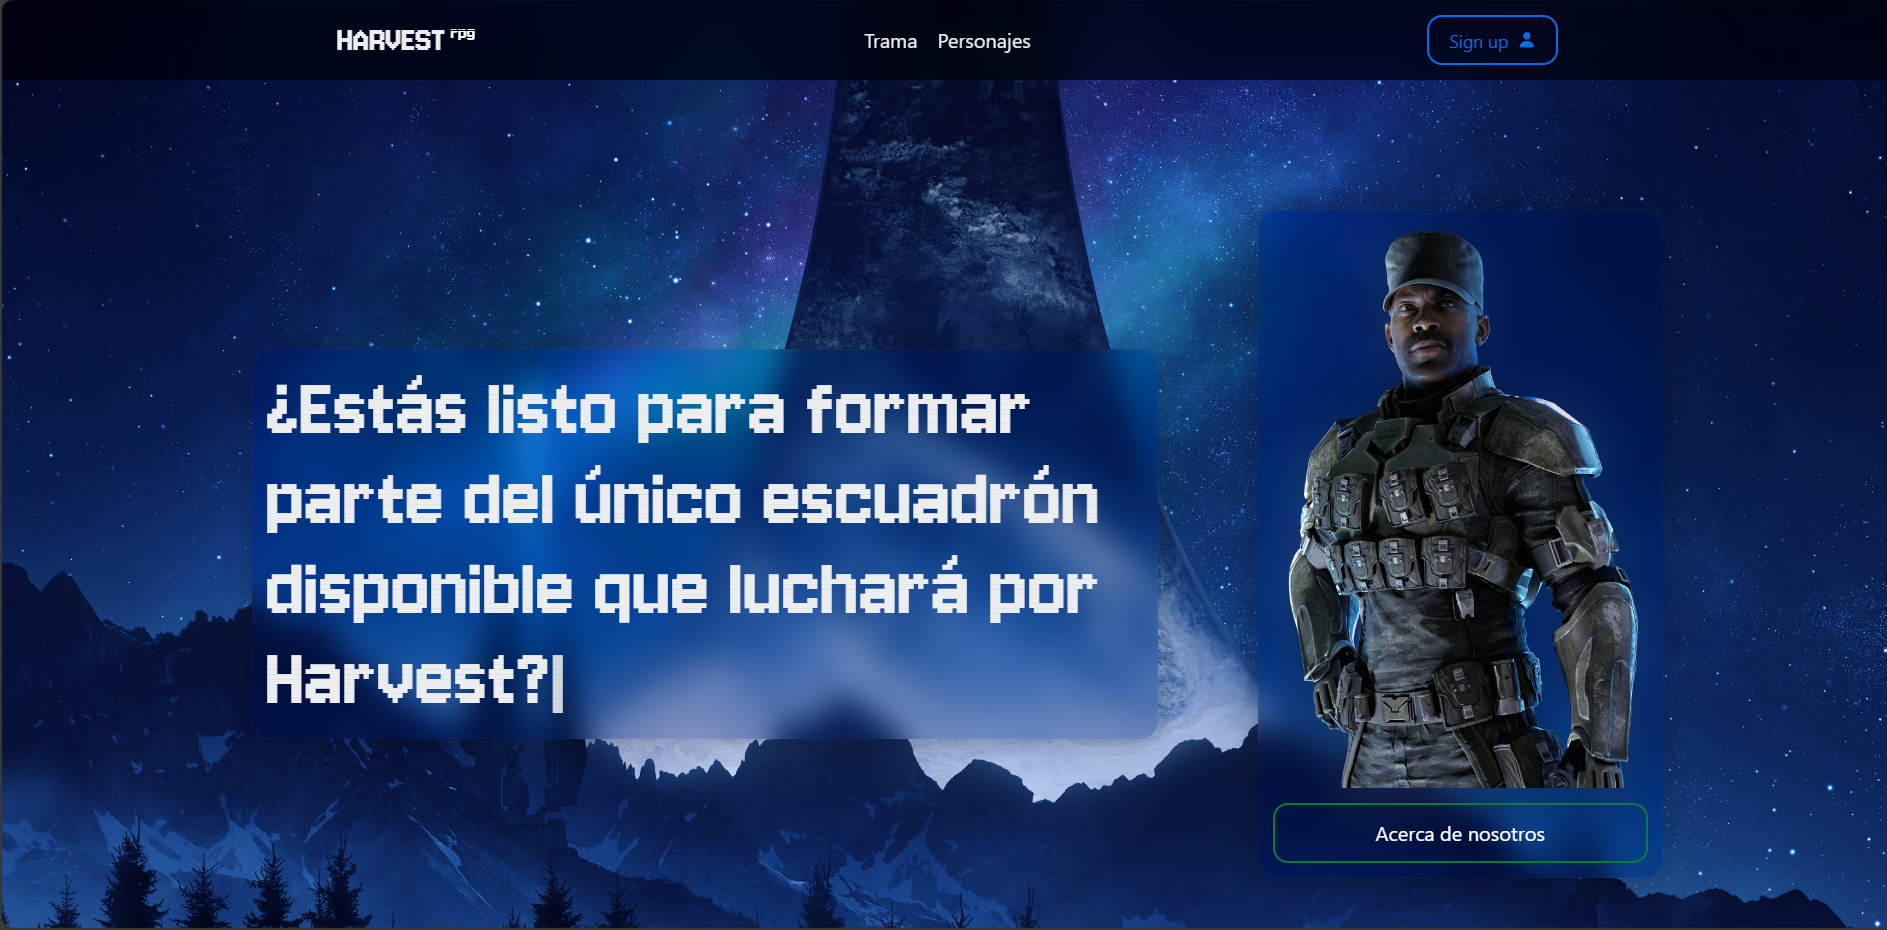 HARVEST rpg
Trama Personajes
Sign up
¿Estás listo para formar
parte del único escuadrón
disponible que luchará por
Harvest?|
Acerca de nosotros